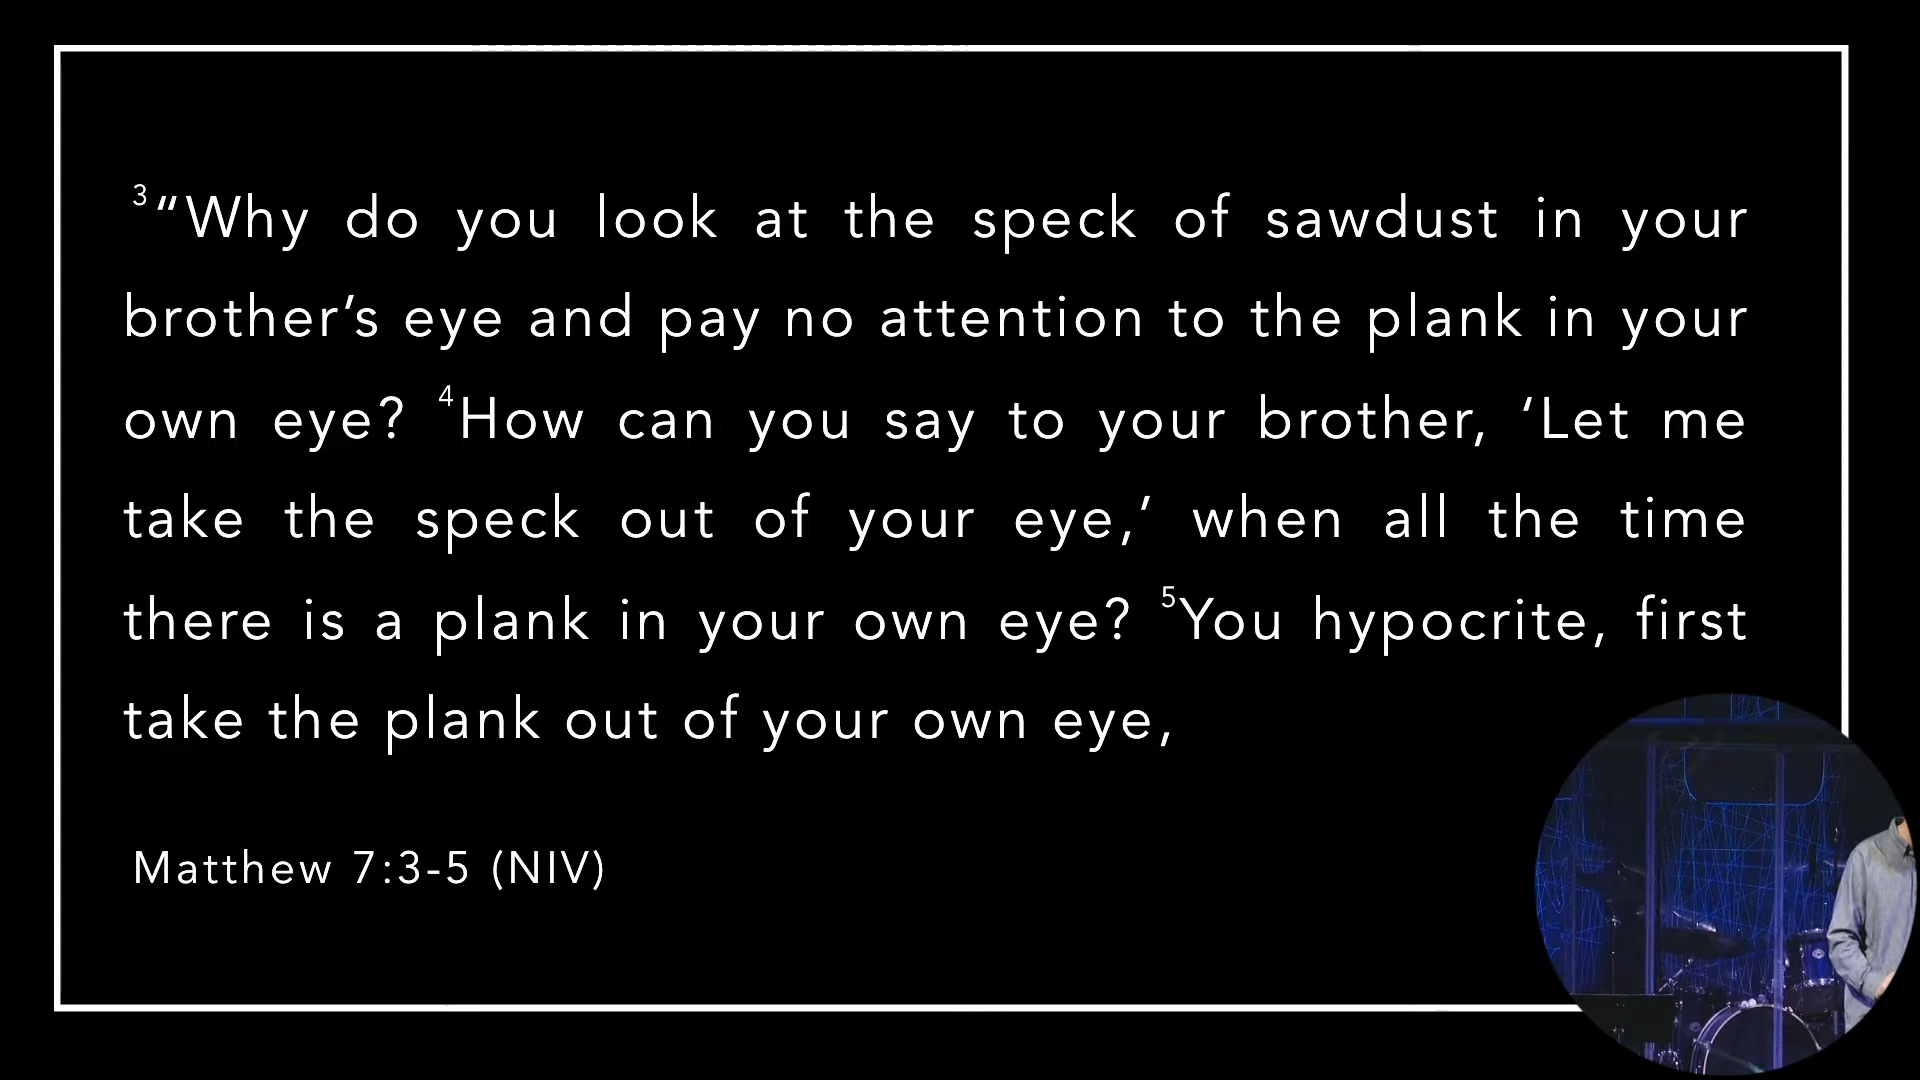 ³“Why do you look at the speck of sawdust in your
brother’s eye and pay no attention to the plank in your
own eye? ⁴How can you say to your brother, ‘Let me
take the speck out of your eye,’ when all the time
there is a plank in your own eye? ⁵You hypocrite, first
take the plank out of your own eye,
Matthew 7:3-5 (NIV)